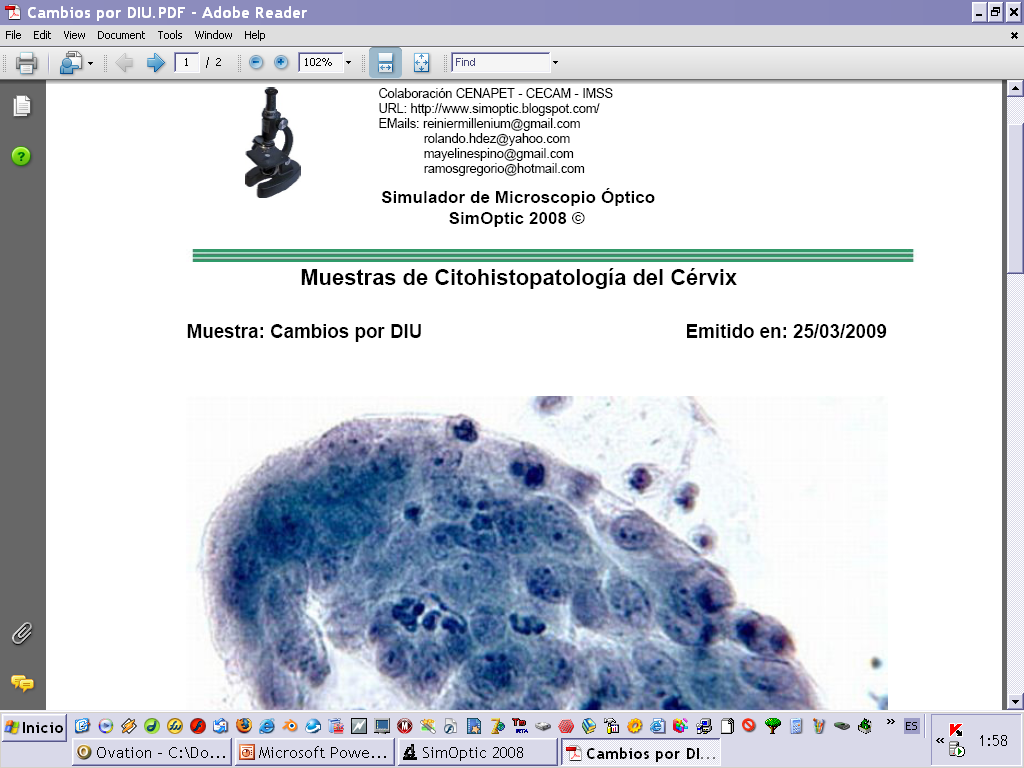 Cambios por DIU.PDF - Adobe Reader
File Edit View Document Tools Window Help
1 / 2 102% Find
Colaboración CENAPET - CECAM - IMSS
URL: http://www.simoptic.blogspot.com/
EMails: reiniermillenium@gmail.com
rolando.hdez@yahoo.com
mayelinespino@gmail.com
ramosgregorio@hotmail.com
Simulador de Microscopio Óptico
SimOptic 2008 ©
Muestras de Citohistopatología del Cérvix
Muestra: Cambios por DIU Emitido en: 25/03/2009
Inicio ES 1:58
Ovation - C:\Do... Microsoft Powe... SimOptic 2008 Cambios por DI...